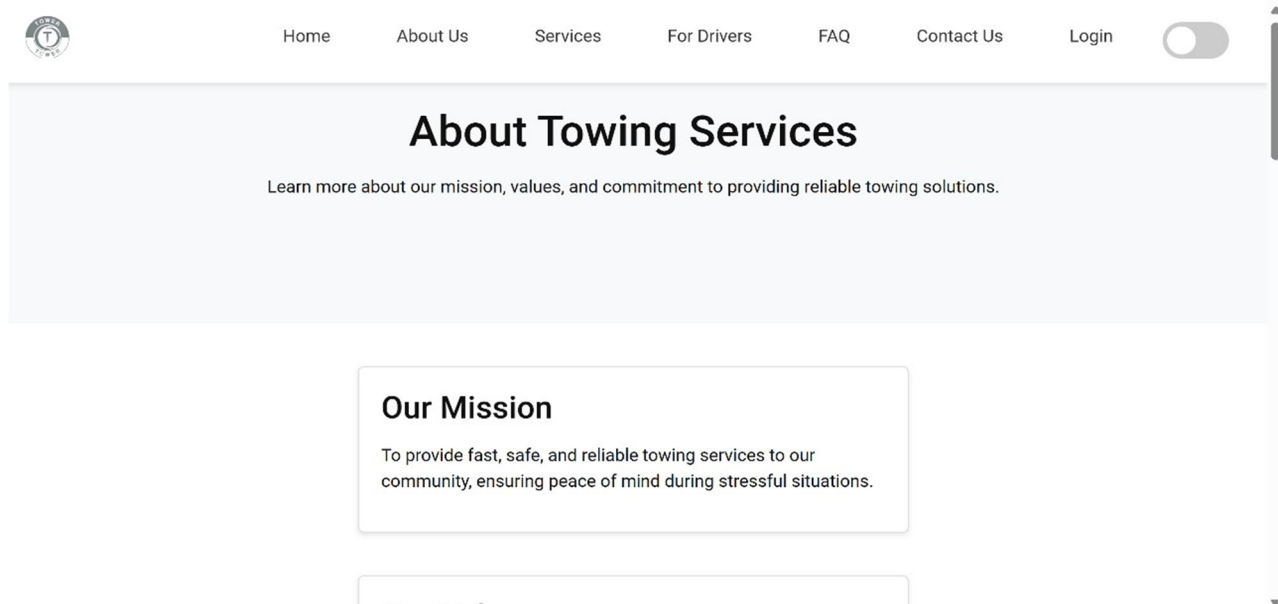 TOWER
T
TOWER
Home About Us Services For Drivers FAQ Contact Us Login
About Towing Services
Learn more about our mission, values, and commitment to providing reliable towing solutions.
Our Mission
To provide fast, safe, and reliable towing services to our
community, ensuring peace of mind during stressful situations.